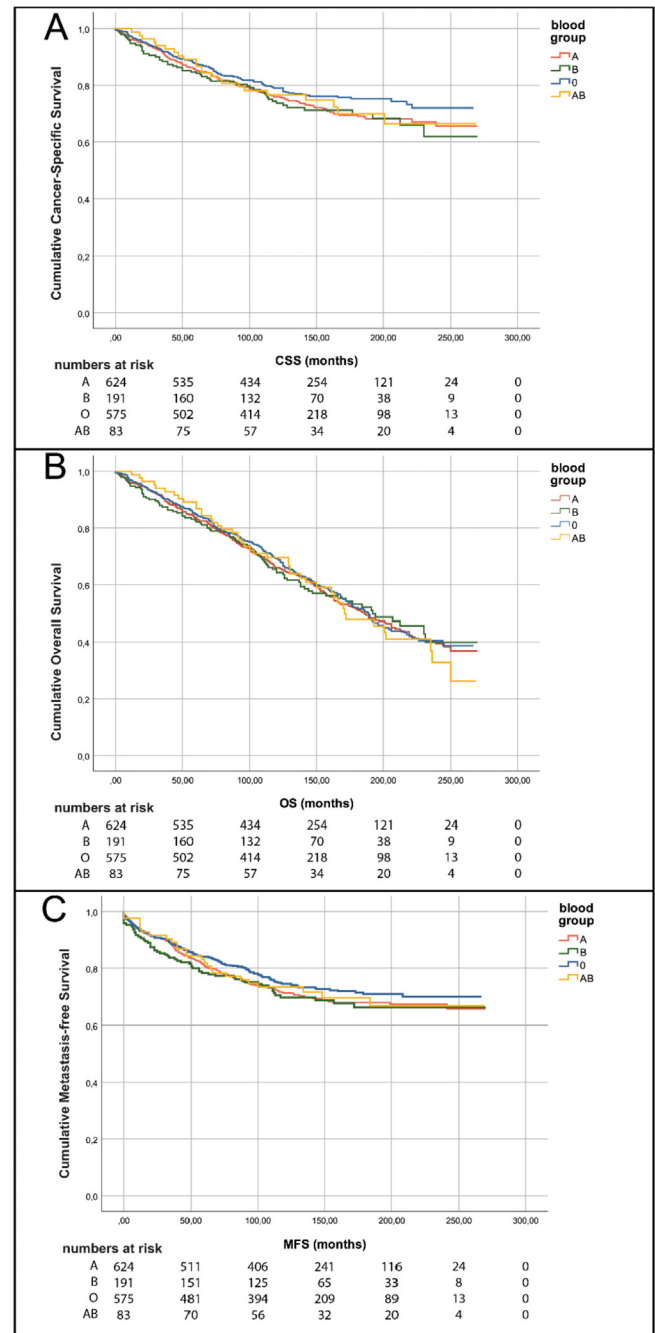 A
blood
group
A
B
0
AB
Cumulative Cancer-Specific Survival
1,0
0,8
0,6
0,4
0,2
0,0
,00 50,00 100,00 150,00 200,00 250,00 300,00
CSS (months)
numbers at risk
A 624 535 434 254 121 24 0
B 191 160 132 70 38 9 0
O 575 502 414 218 98 13 0
AB 83 75 57 34 20 4 0
B
blood
group
A
B
0
AB
Cumulative Overall Survival
1,0
0,8
0,6
0,4
0,2
0,0
,00 50,00 100,00 150,00 200,00 250,00 300,00
OS (months)
numbers at risk
A 624 535 434 254 121 24 0
B 191 160 132 70 38 9 0
O 575 502 414 218 98 13 0
AB 83 75 57 34 20 4 0
C
blood
group
A
B
0
AB
Cumulative Metastasis-free Survival
1,0
0,8
0,6
0,4
0,2
0,0
,00 50,00 100,00 150,00 200,00 250,00 300,00
MFS (months)
numbers at risk
A 624 511 406 241 116 24 0
B 191 151 125 65 33 8 0
O 575 481 394 209 89 13 0
AB 83 70 56 32 20 4 0